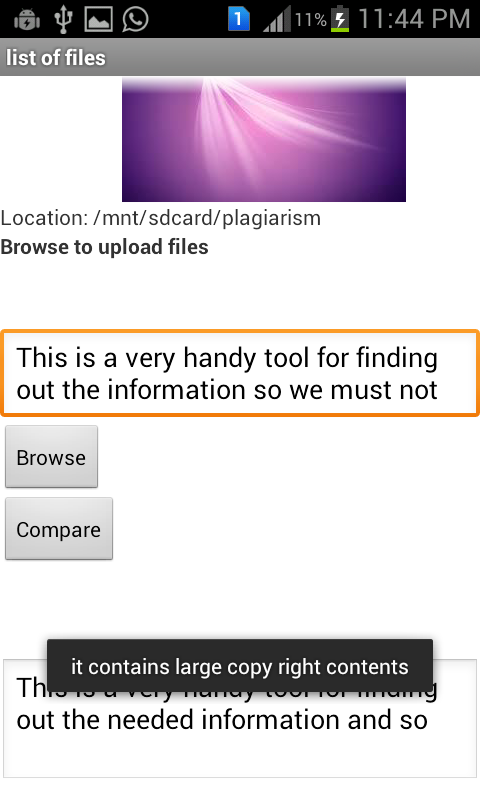 1 11% 11:44 PM
list of files
Location: /mnt/sdcard/plagiarism
Browse to upload files
This is a very handy tool for finding
out the information so we must not
Browse
Compare
it contains large copy right contents
This is a very handy tool for finding
out the needed information and so